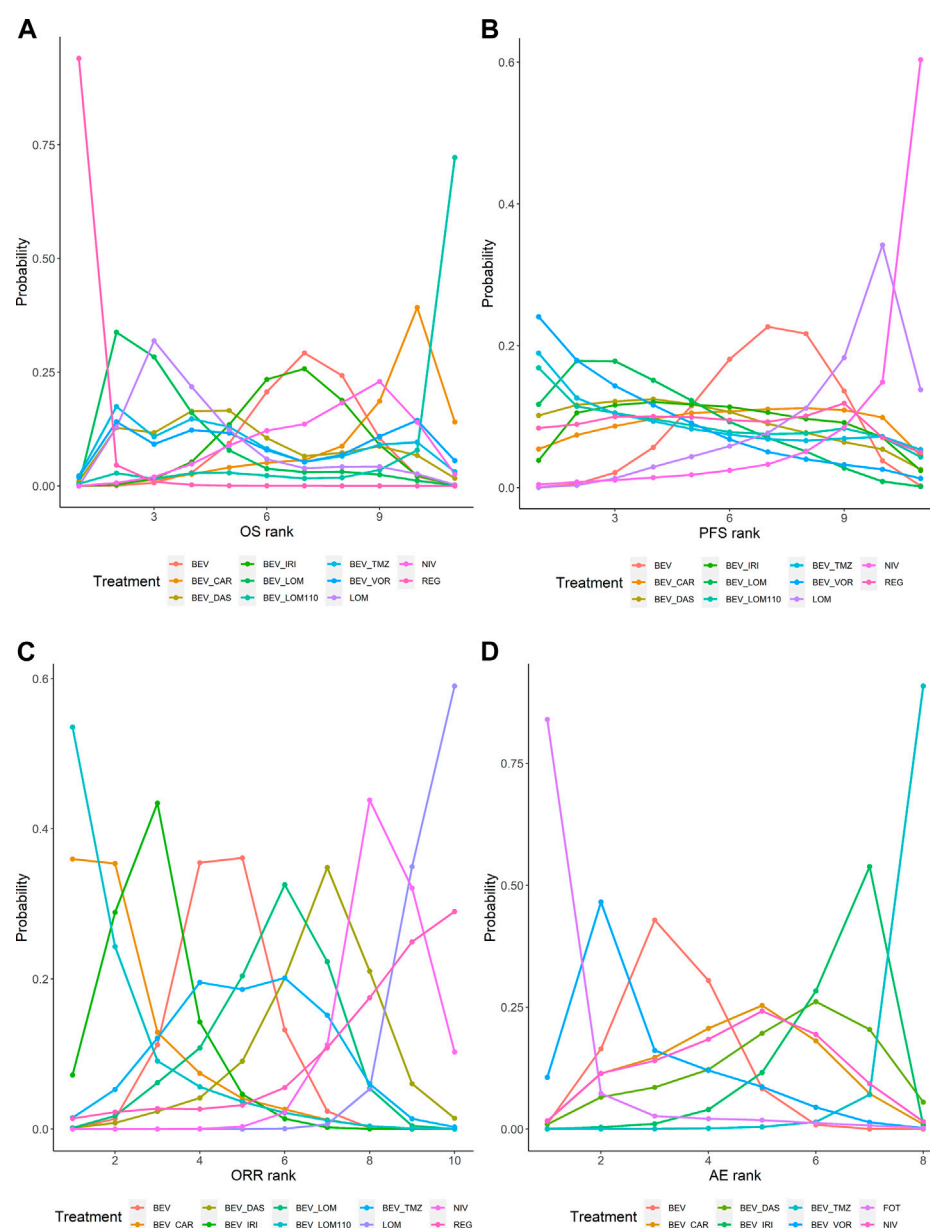 A
0.75
0.50
0.25
0.00
Probability
3
6
9
OS rank
Treatment
BEV
BEV_IRI
BEV_TMZ
NIV
BEV_CAR
BEV_LOM
BEV_VOR
REG
BEV_DAS
BEV_LOM110
LOM
B
0.6
0.4
0.2
0.0
Probability
3
6
9
PFS rank
Treatment
BEV
BEV_IRI
BEV_TMZ
NIV
BEV_CAR
BEV_LOM
BEV_VOR
REG
BEV_DAS
BEV_LOM110
LOM
C
0.6
0.4
0.2
0.0
Probability
2
4
6
8
10
ORR rank
Treatment
BEV
BEV_DAS
BEV_LOM
BEV_TMZ
NIV
BEV_CAR
BEV_IRI
BEV_LOM110
LOM
REG
D
0.75
0.50
0.25
0.00
Probability
2
4
6
8
AE rank
Treatment
BEV
BEV_DAS
BEV_TMZ
FOT
BEV_CAR
BEV_IRI
BEV_VOR
NIV